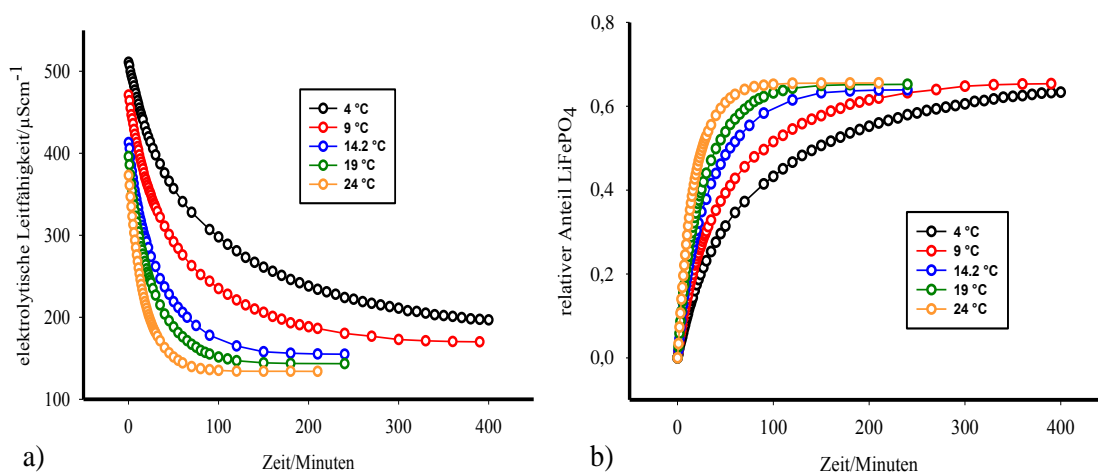 a)
elektrolytische Leitfähigkeit/µScm-1
500
400
300
200
100
0
100
200
300
400
Zeit/Minuten
4 °C
9 °C
14.2 °C
19 °C
24 °C
b)
relativer Anteil LiFePO4
0,8
0,6
0,4
0,2
0,0
0
100
200
300
400
Zeit/Minuten
4 °C
9 °C
14.2 °C
19 °C
24 °C